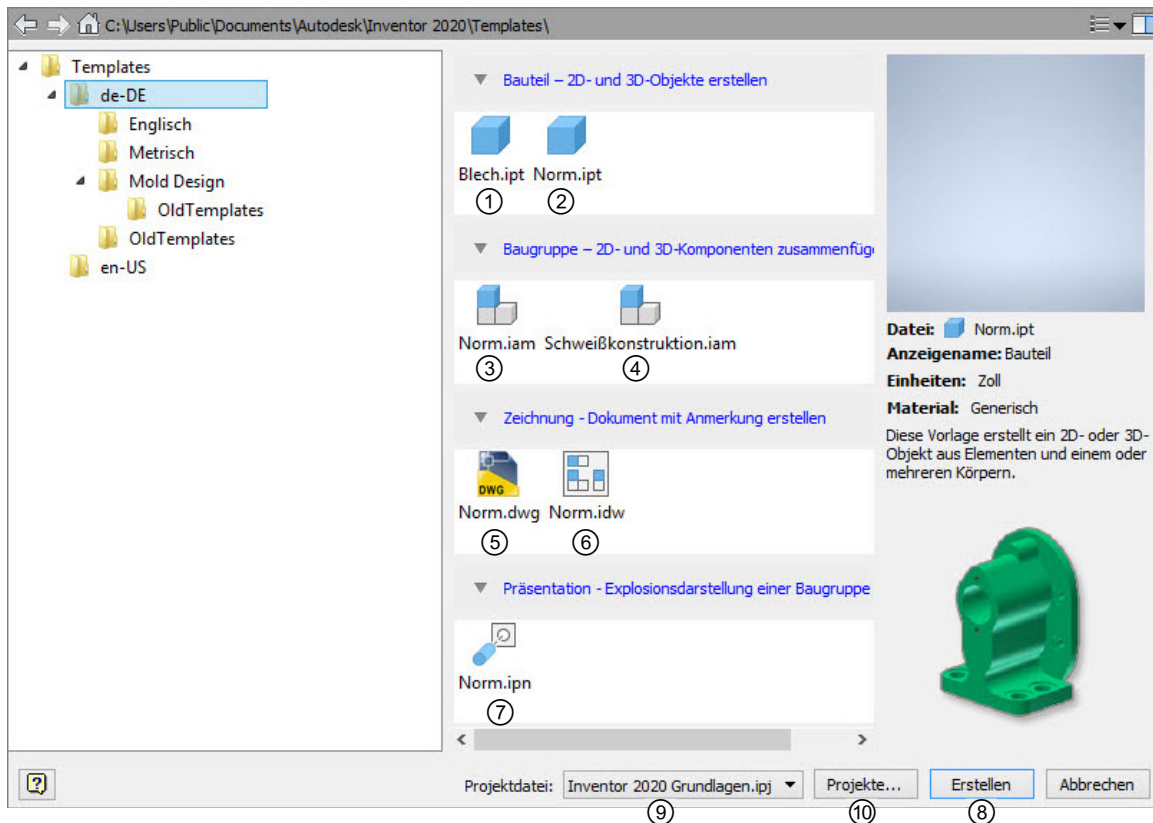 C:\Users\Public\Documents\Autodesk\Inventor 2020\Templates\
Templates
de-DE
Englisch
Metrisch
Mold Design
OldTemplates
OldTemplates
en-US
Bauteil – 2D- und 3D-Objekte erstellen
Blech.ipt Norm.ipt
① ②
Baugruppe – 2D- und 3D-Komponenten zusammenfüge
Norm.iam Schweißkonstruktion.iam
③ ④
Zeichnung - Dokument mit Anmerkung erstellen
DWG
Norm.dwg Norm.idw
⑤ ⑥
Präsentation - Explosionsdarstellung einer Baugruppe
Norm.ipn
⑦
Datei: Norm.ipt
Anzeigename: Bauteil
Einheiten: Zoll
Material: Generisch
Diese Vorlage erstellt ein 2D- oder 3D-
Objekt aus Elementen und einem oder
mehreren Körpern.
Projektdatei: Inventor 2020 Grundlagen.ipj Projekte... Erstellen Abbrechen
⑨ ⑩ ⑧